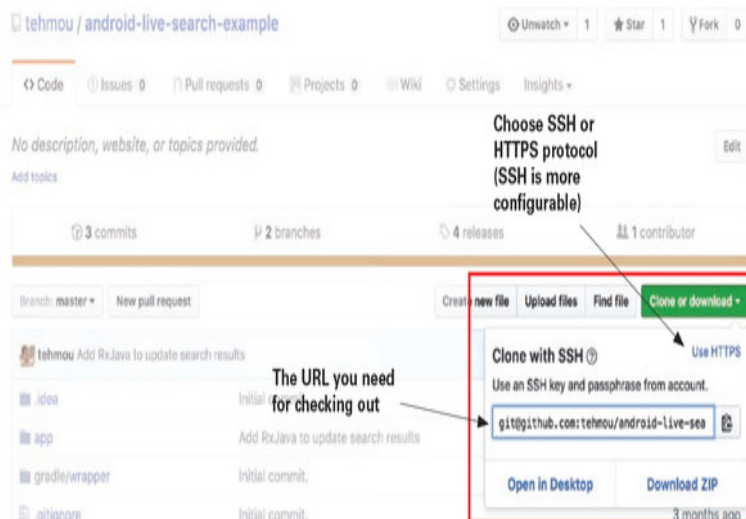 tehmou / android-live-search-example
Unwatch 1 Star 1 Fork 0
Code Issues 0 Pull requests 0 Projects 0 Wiki Settings Insights
No description, website, or topics provided.
Edit
Add topics
Choose SSH or
HTTPS protocol
(SSH is more
configurable)
3 commits 2 branches 4 releases 1 contributor
Branch: master New pull request Create new file Upload files Find file Clone or download
tehmou Add RxJava to update search results
Clone with SSH Use HTTPS
Use an SSH key and passphrase from account.
The URL you need
for checking out
git@github.com:tehmou/android-live-sea
.idea Initial commit.
app Add RxJava to update search results
gradle/wrapper Initial commit.
Open in Desktop Download ZIP
.gitignore Initial commit. 3 months ago